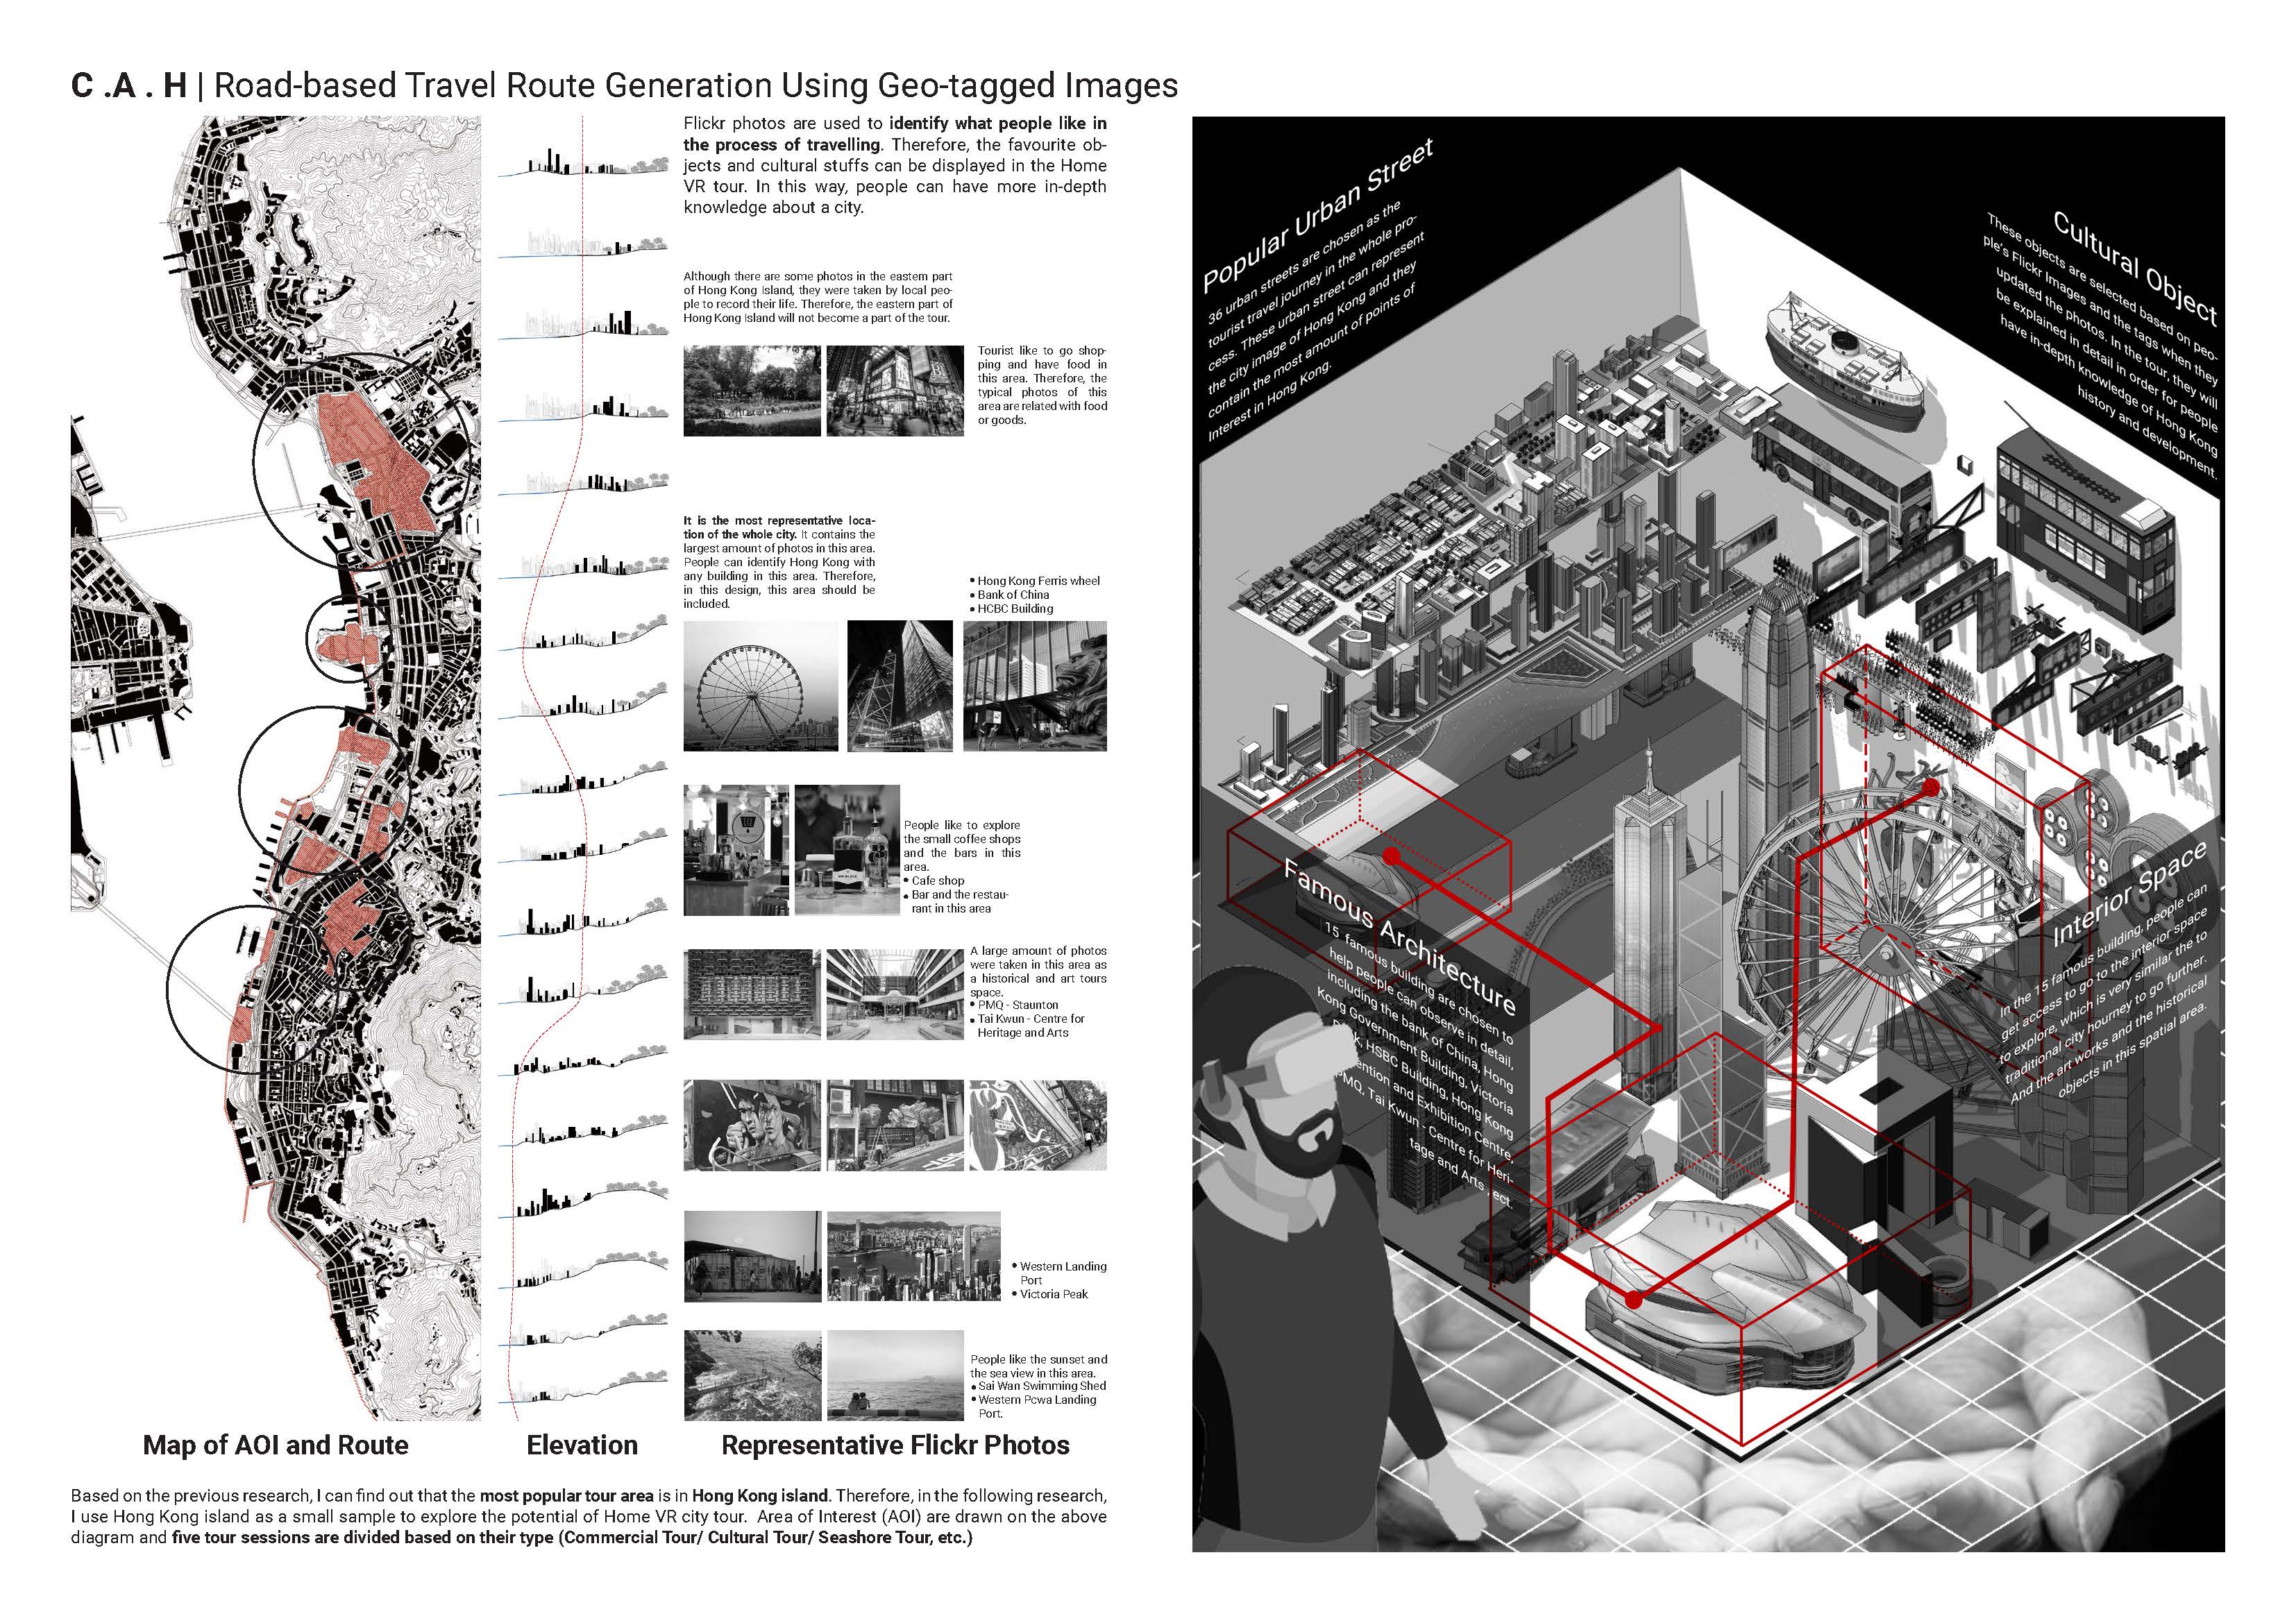 C .A . H | Road-based Travel Route Generation Using Geo-tagged Images
Flickr photos are used to identify what people like in
the process of travelling. Therefore, the favourite ob-
jects and cultural stuffs can be displayed in the Home
VR tour. In this way, people can have more in-depth
knowledge about a city.
Although there are some photos in the eastern part
of Hong Kong Island, they were taken by local peo-
ple to record their life. Therefore, the eastern part of
Hong Kong Island will not become a part of the tour.
Tourist like to go shop-
ping and have food in
this area. Therefore, the
typical photos of this
area are related with food
or goods.
It is the most representative loca-
tion of the whole city. It contains the
largest amount of photos in this area.
People can identify Hong Kong with
any building in this area. Therefore,
in this design, this area should be
included.
• Hong Kong Ferris wheel
• Bank of China
• HCBC Building
People like to explore
the small coffee shops
and the bars in this
area.
• Cafe shop
• Bar and the restau-
rant in this area
A large amount of photos
were taken in this area as
a historical and art tours
space.
• PMQ - Staunton
• Tai Kwun - Centre for
Heritage and Arts
• Western Landing
Port
• Victoria Peak
People like the sunset and
the sea view in this area.
• Sai Wan Swimming Shed
• Western Pcwa Landing
Port.
Map of AOI and Route
Elevation
Representative Flickr Photos
Based on the previous research, I can find out that the most popular tour area is in Hong Kong island. Therefore, in the following research,
I use Hong Kong island as a small sample to explore the potential of Home VR city tour. Area of Interest (AOI) are drawn on the above
diagram and five tour sessions are divided based on their type (Commercial Tour/ Cultural Tour/ Seashore Tour, etc.)
Popular Urban Street
36 urban streets are chosen as the
tourist travel journey in the whole pro-
cess. These urban street can represent
the city image of Hong Kong and they
contain the most amount of points of
Interest in Hong Kong.
Cultural Object
These objects are selected based on peo-
ple's Flickr Images and the tags when they
updated the photos. In the tour, they will
be explained in detail in order for people
have in-depth knowledge of Hong Kong
history and development.
Famous Architecture
15 famous building are chosen to
help people can observe in detail,
including the bank of China, Hong
Kong Government Building, Victoria
HSBC Building, Hong Kong
and Exhibition Centre,
PMQ, Tai Kwun - Centre for Heri-
tage and Arts , ect.
Interior Space
In the 15 famous building, people can
get access to go to the interior space
to explore, which is very similar the to
traditional city hourney to go further.
And the art works and the historical
objects in this spatial area.